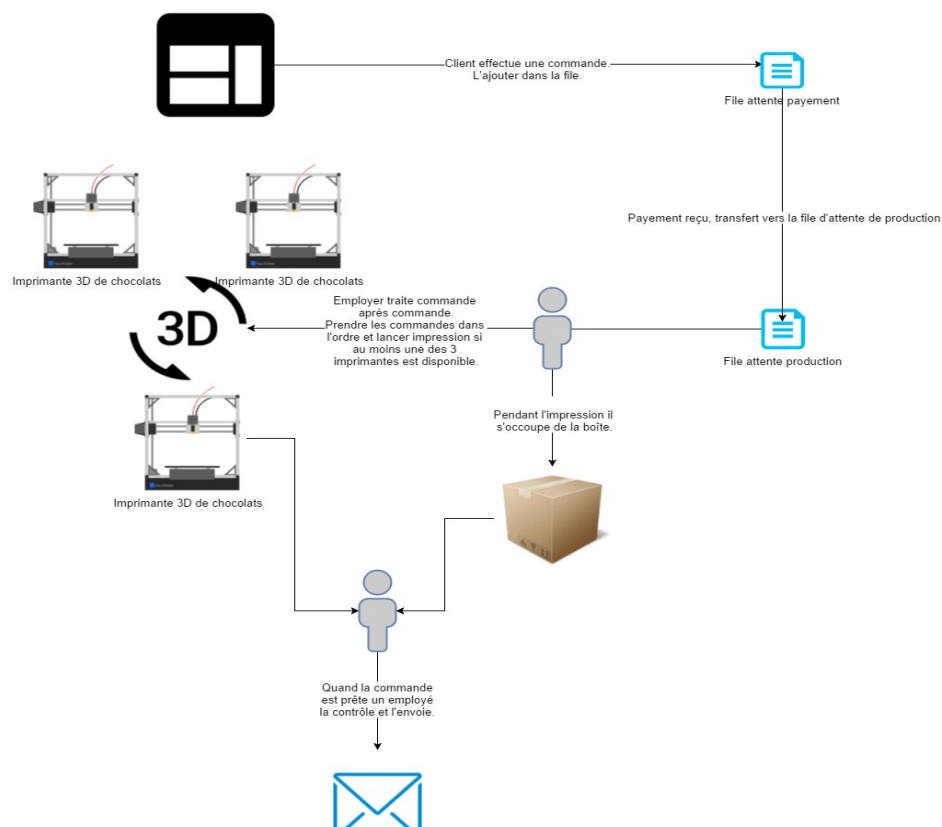 Client effectue une commande.
L'ajouter dans la file.
File attente payement
Payement reçu, transfert vers la file d'attente de production
Imprimante 3D de chocolats
Imprimante 3D de chocolats
3D
Employer traite commande
après commande.
Prendre les commandes dans
l'ordre et lancer impression si
au moins une des 3
imprimantes est disponible.
File attente production
Pendant l'impression il
s'occoupe de la boîte.
Imprimante 3D de chocolats
Quand la commande
est prête un employé
la contrôle et l'envoie.